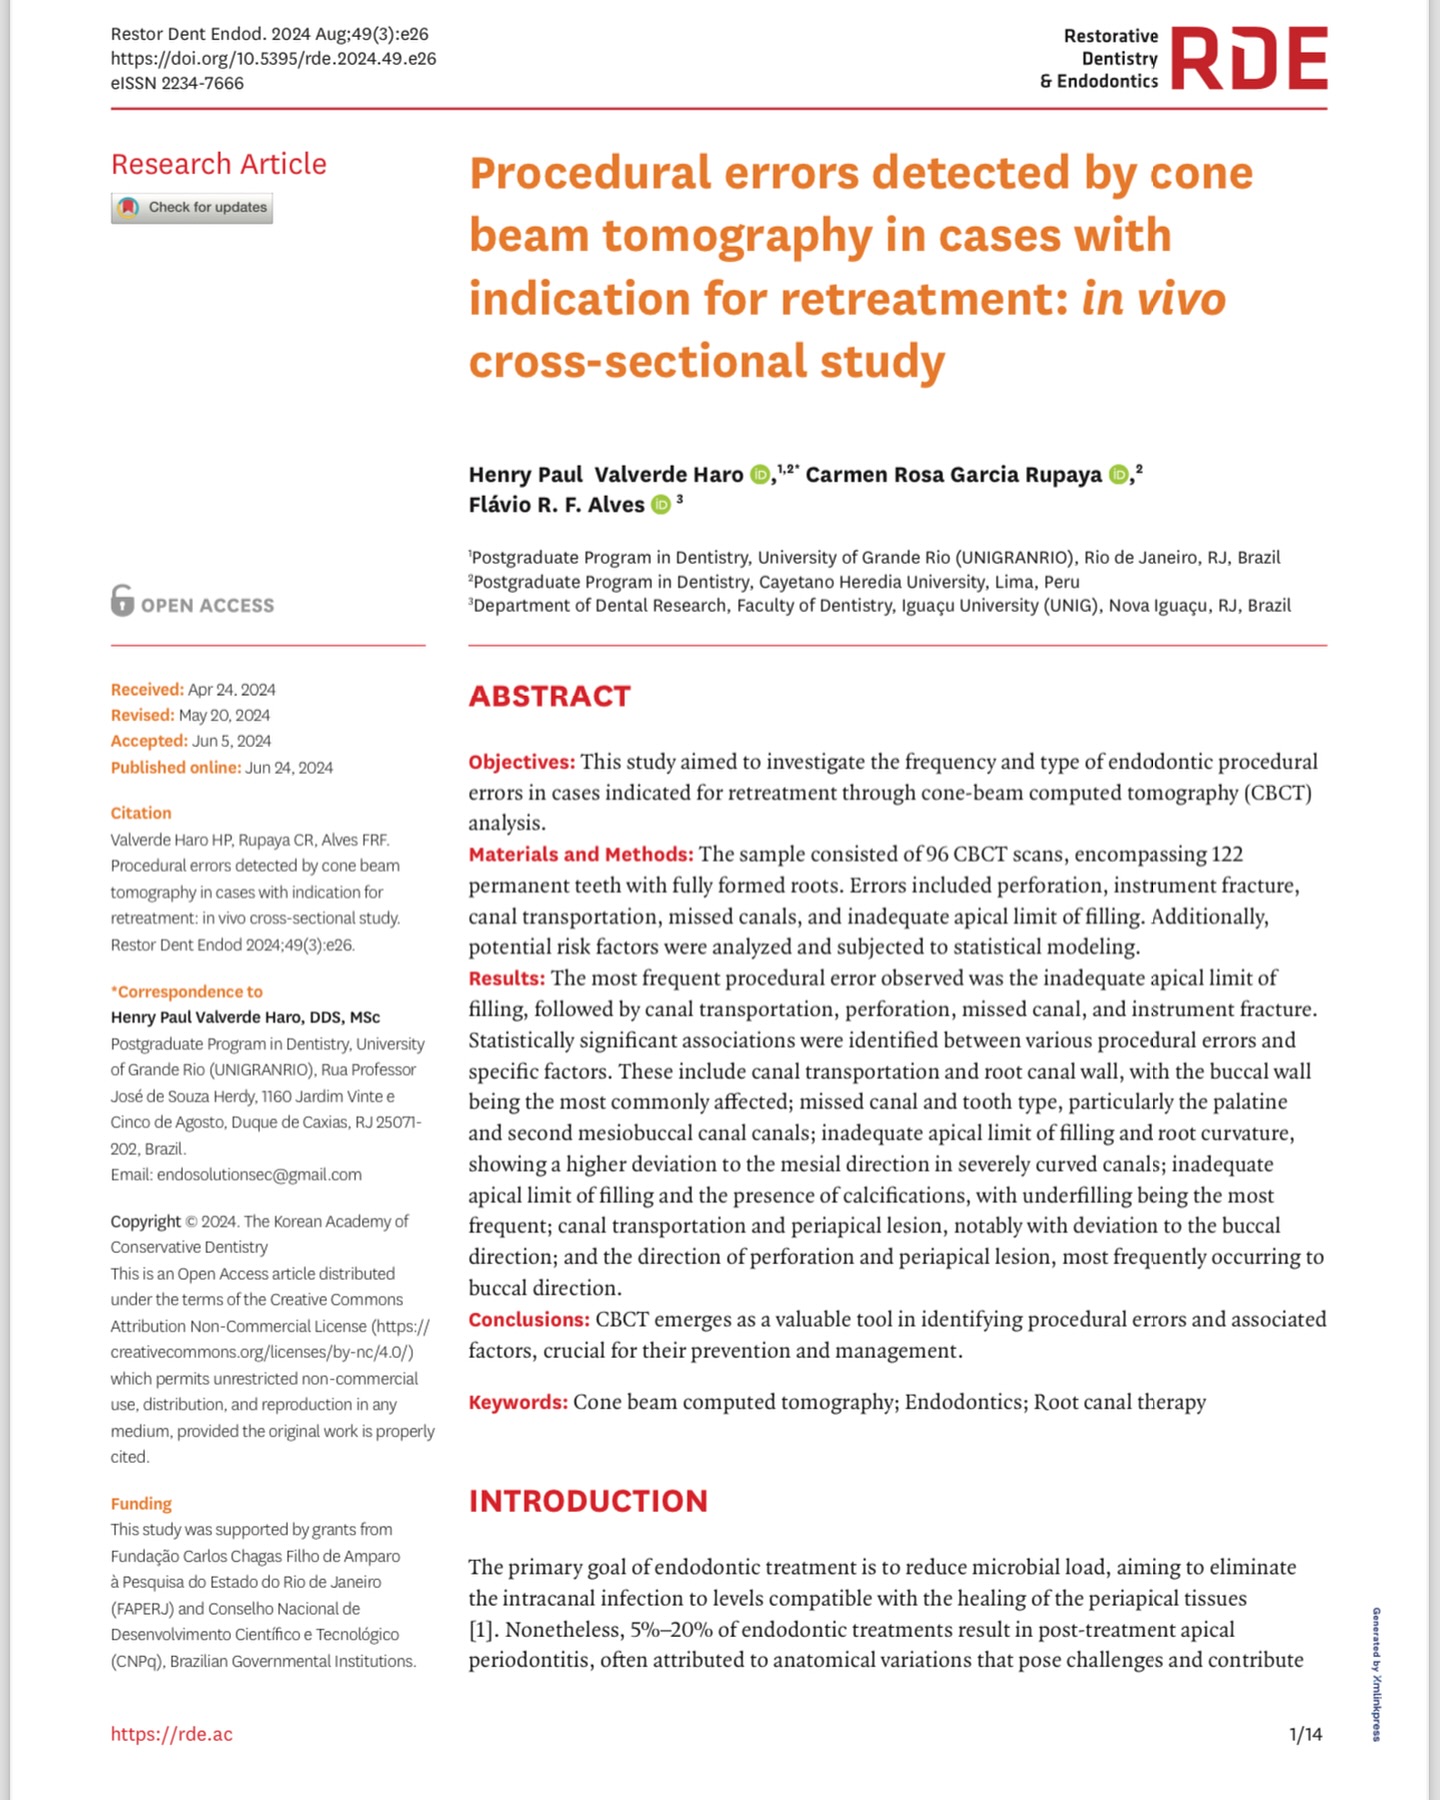 Restor Dent Endod. 2024 Aug;49(3):e26
https://doi.org/10.5395/rde.2024.49.e26
eISSN 2234-7666
Restorative
Dentistry
& Endodontics
RDE
Research Article
Check for updates
Procedural errors detected by cone
beam tomography in cases with
indication for retreatment: in vivo
cross-sectional study
Henry Paul  Valverde Haro iD,1,2* Carmen Rosa Garcia Rupaya iD,2
Flávio R. F. Alves iD 3
1Postgraduate Program in Dentistry, University of Grande Rio (UNIGRANRIO), Rio de Janeiro, RJ, Brazil
2Postgraduate Program in Dentistry, Cayetano Heredia University, Lima, Peru
3Department of Dental Research, Faculty of Dentistry, Iguaçu University (UNIG), Nova Iguaçu, RJ, Brazil
OPEN ACCESS
Received: Apr 24. 2024
Revised: May 20, 2024
Accepted: Jun 5, 2024
Published online: Jun 24, 2024
Citation
Valverde Haro HP, Rupaya CR, Alves FRF.
Procedural errors detected by cone beam
tomography in cases with indication for
retreatment: in vivo cross-sectional study.
Restor Dent Endod 2024;49(3):e26.
*Correspondence to
Henry Paul Valverde Haro, DDS, MSc
Postgraduate Program in Dentistry, University
of Grande Rio (UNIGRANRIO), Rua Professor
José de Souza Herdy, 1160 Jardim Vinte e
Cinco de Agosto, Duque de Caxias, RJ 25071-
202, Brazil.
Email: endosolutionsec@gmail.com
Copyright © 2024. The Korean Academy of
Conservative Dentistry
This is an Open Access article distributed
under the terms of the Creative Commons
Attribution Non-Commercial License (https://
creativecommons.org/licenses/by-nc/4.0/)
which permits unrestricted non-commercial
use, distribution, and reproduction in any
medium, provided the original work is properly
cited.
Funding
This study was supported by grants from
Fundação Carlos Chagas Filho de Amparo
à Pesquisa do Estado do Rio de Janeiro
(FAPERJ) and Conselho Nacional de
Desenvolvimento Científico e Tecnológico
(CNPq), Brazilian Governmental Institutions.
ABSTRACT
Objectives: This study aimed to investigate the frequency and type of endodontic procedural
errors in cases indicated for retreatment through cone-beam computed tomography (CBCT)
analysis.
Materials and Methods: The sample consisted of 96 CBCT scans, encompassing 122
permanent teeth with fully formed roots. Errors included perforation, instrument fracture,
canal transportation, missed canals, and inadequate apical limit of filling. Additionally,
potential risk factors were analyzed and subjected to statistical modeling.
Results: The most frequent procedural error observed was the inadequate apical limit of
filling, followed by canal transportation, perforation, missed canal, and instrument fracture.
Statistically significant associations were identified between various procedural errors and
specific factors. These include canal transportation and root canal wall, with the buccal wall
being the most commonly affected; missed canal and tooth type, particularly the palatine
and second mesiobuccal canal canals; inadequate apical limit of filling and root curvature,
showing a higher deviation to the mesial direction in severely curved canals; inadequate
apical limit of filling and the presence of calcifications, with underfilling being the most
frequent; canal transportation and periapical lesion, notably with deviation to the buccal
direction; and the direction of perforation and periapical lesion, most frequently occurring to
buccal direction.
Conclusions: CBCT emerges as a valuable tool in identifying procedural errors and associated
factors, crucial for their prevention and management.
Keywords: Cone beam computed tomography; Endodontics; Root canal therapy
INTRODUCTION
The primary goal of endodontic treatment is to reduce microbial load, aiming to eliminate
the intracanal infection to levels compatible with the healing of the periapical tissues
[1]. Nonetheless, 5%–20% of endodontic treatments result in post-treatment apical
periodontitis, often attributed to anatomical variations that pose challenges and contribute
https://rde.ac
1/14
Generated by Xmlinkpress